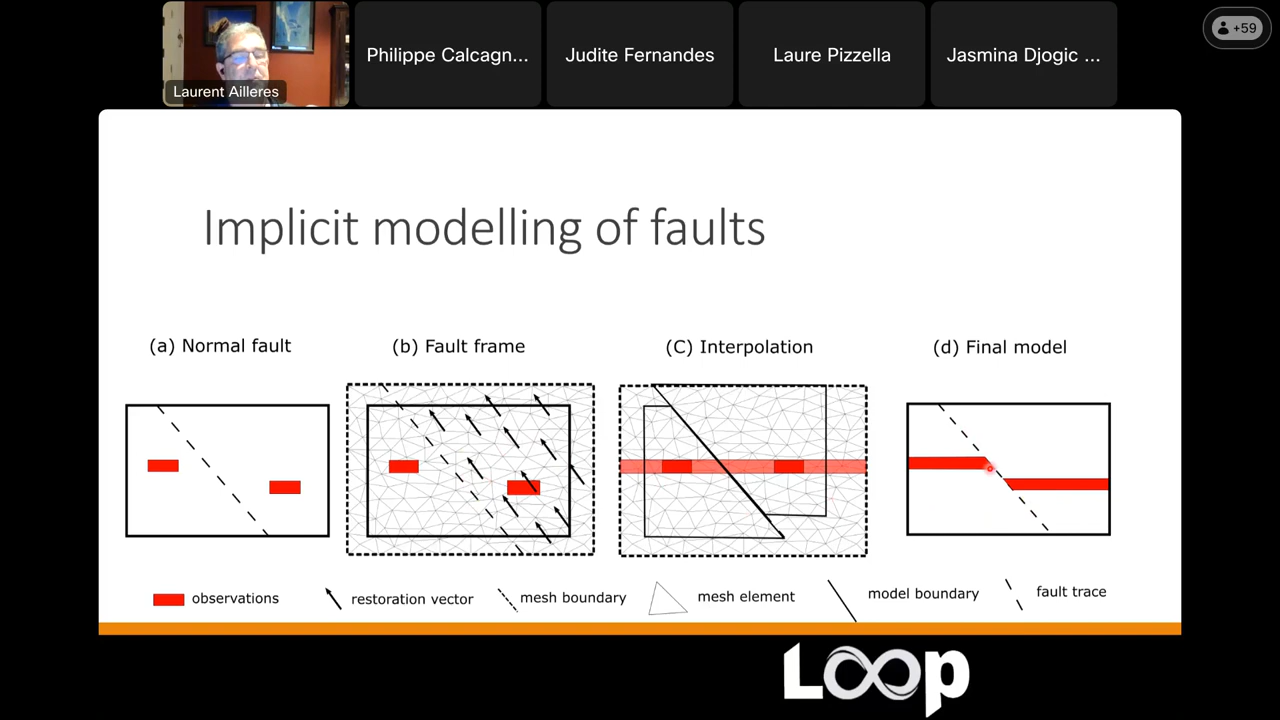 Laurent Ailleres
Philippe Calcagn...
Judite Fernandes
Laure Pizzella
Jasmina Djogic ...
+59
Implicit modelling of faults
(a) Normal fault
(b) Fault frame
(C) Interpolation
(d) Final model
observations
restoration vector
mesh boundary
mesh element
model boundary
fault trace
Loop